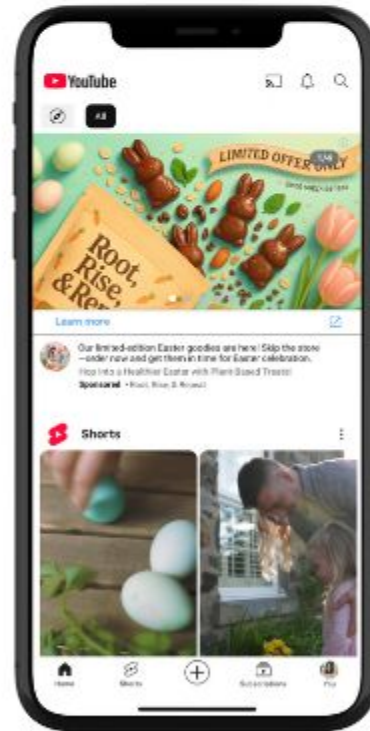 YouTube
All
LIMITED OFFER ONLY
Root,
Rise,
&
Learn more
Our limited-edition Easter goodies are here! Skip the store
—order now and get them in time for Easter celebration.
Hop Into a Healthier Easter with Plant-Based Treats!
Sponsored • Root, Rise, & Repeat
Shorts
Home
Shorts
Subscriptions
You